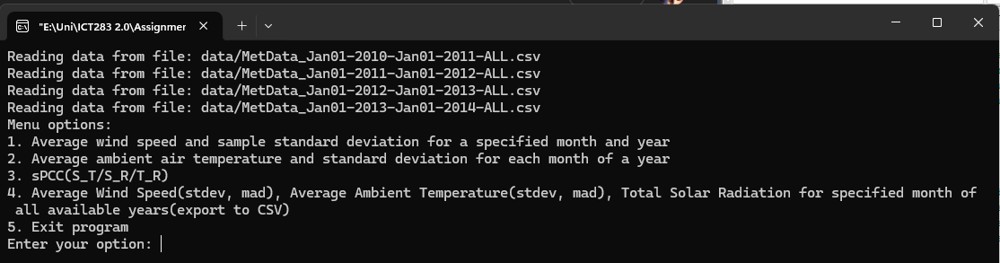 "E:\Uni\ICT283 2.0\Assignmer
Reading data from file: data/MetData_Jan01-2010-Jan01-2011-ALL.csv
Reading data from file: data/MetData_Jan01-2011-Jan01-2012-ALL.csv
Reading data from file: data/MetData_Jan01-2012-Jan01-2013-ALL.csv
Reading data from file: data/MetData_Jan01-2013-Jan01-2014-ALL.csv
Menu options:
1. Average wind speed and sample standard deviation for a specified month and year
2. Average ambient air temperature and standard deviation for each month of a year
3. sPCC(S_T/S_R/T_R)
4. Average Wind Speed(stdev, mad), Average Ambient Temperature(stdev, mad), Total Solar Radiation for specified month of
all available years(export to CSV)
5. Exit program
Enter your option: